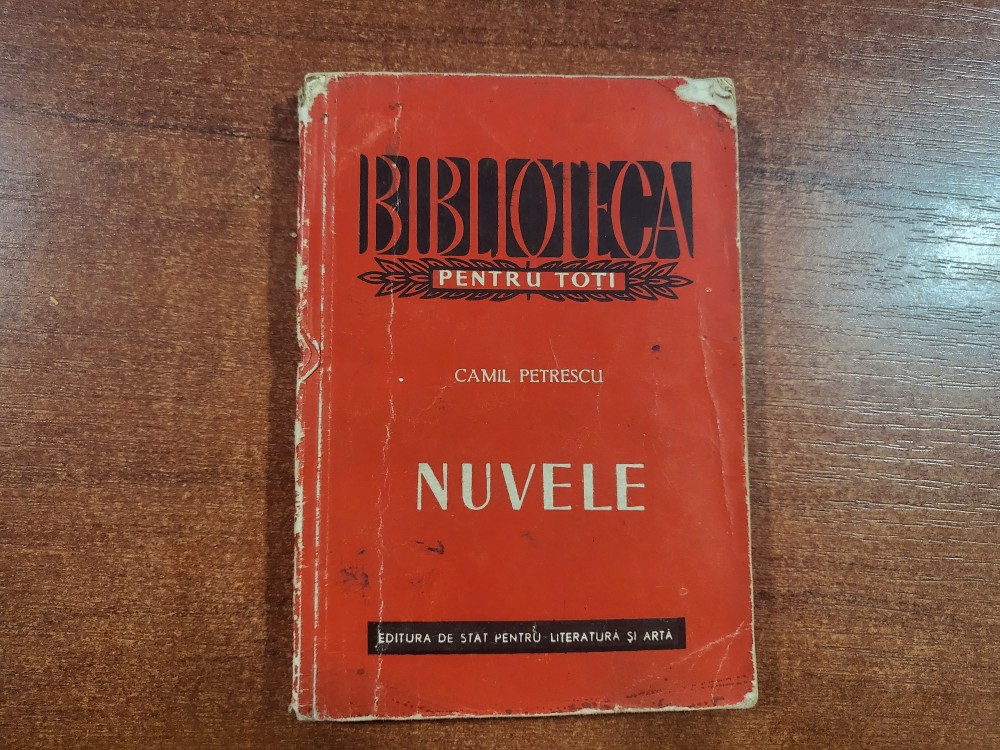 BIBLIOTECA
PENTRU TOȚI
CAMIL PETRESCU
NUVELE
EDITURA DE STAT PENTRU LITERATURĂ ȘI ARTĂ